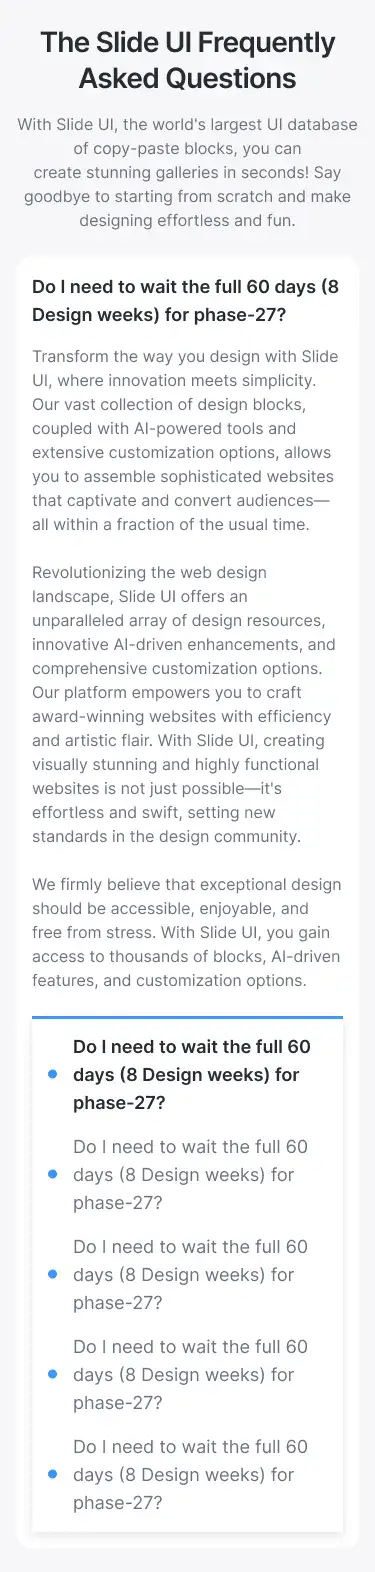 The Slide UI Frequently
Asked Questions
With Slide UI, the world's largest UI database
of copy-paste blocks, you can
create stunning galleries in seconds! Say
goodbye to starting from scratch and make
designing effortless and fun.
Do I need to wait the full 60 days (8
Design weeks) for phase-27?
Transform the way you design with Slide
UI, where innovation meets simplicity.
Our vast collection of design blocks,
coupled with AI-powered tools and
extensive customization options, allows
you to assemble sophisticated websites
that captivate and convert audiences—
all within a fraction of the usual time.
Revolutionizing the web design
landscape, Slide UI offers an
unparalleled array of design resources,
innovative AI-driven enhancements, and
comprehensive customization options.
Our platform empowers you to craft
award-winning websites with efficiency
and artistic flair. With Slide UI, creating
visually stunning and highly functional
websites is not just possible—it's
effortless and swift, setting new
standards in the design community.
We firmly believe that exceptional design
should be accessible, enjoyable, and
free from stress. With Slide UI, you gain
access to thousands of blocks, AI-driven
features, and customization options.
Do I need to wait the full 60
days (8 Design weeks) for
phase-27?
Do I need to wait the full 60
days (8 Design weeks) for
phase-27?
Do I need to wait the full 60
days (8 Design weeks) for
phase-27?
Do I need to wait the full 60
days (8 Design weeks) for
phase-27?
Do I need to wait the full 60
days (8 Design weeks) for
phase-27?